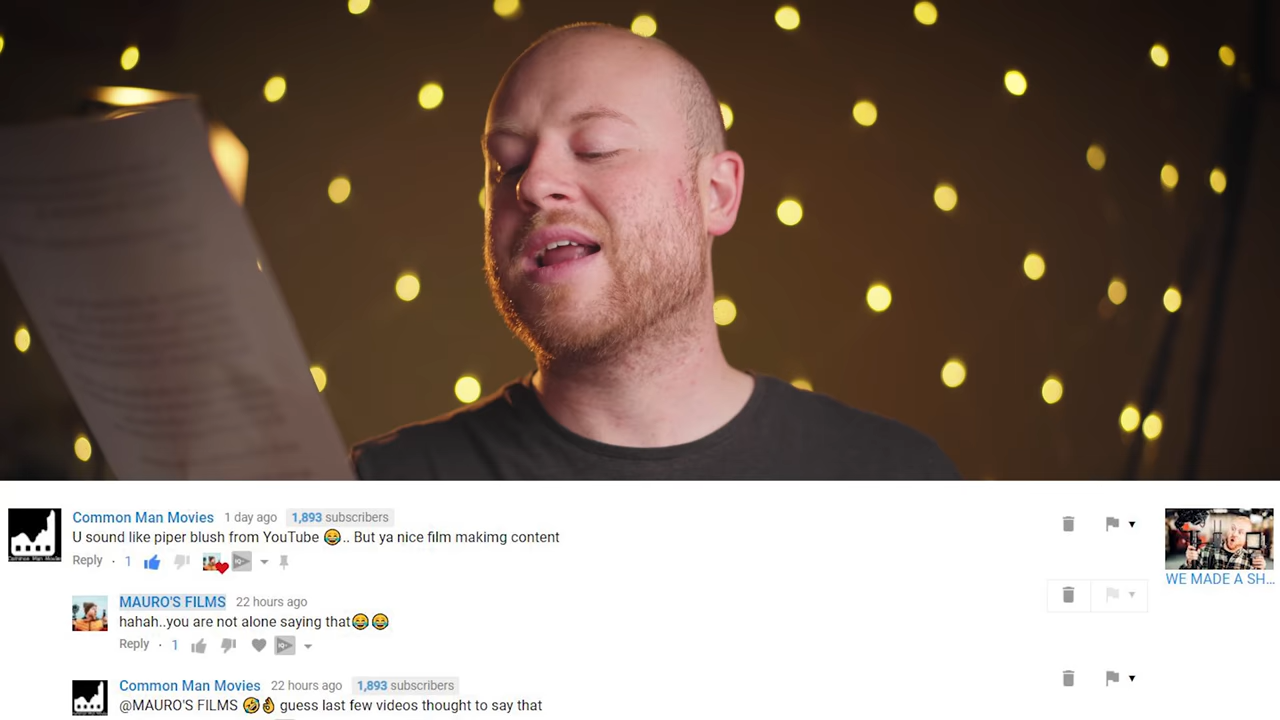 Common Man Movies 1 day ago 1,893 subscribers
U sound like piper blush from YouTube 😂.. But ya nice film makimg content
Reply · 1
WE MADE A SH...
MAURO'S FILMS 22 hours ago
hahah..you are not alone saying that😂😂
Reply · 1
Common Man Movies 22 hours ago 1,893 subscribers
@MAURO'S FILMS 🤣👌 guess last few videos thought to say that